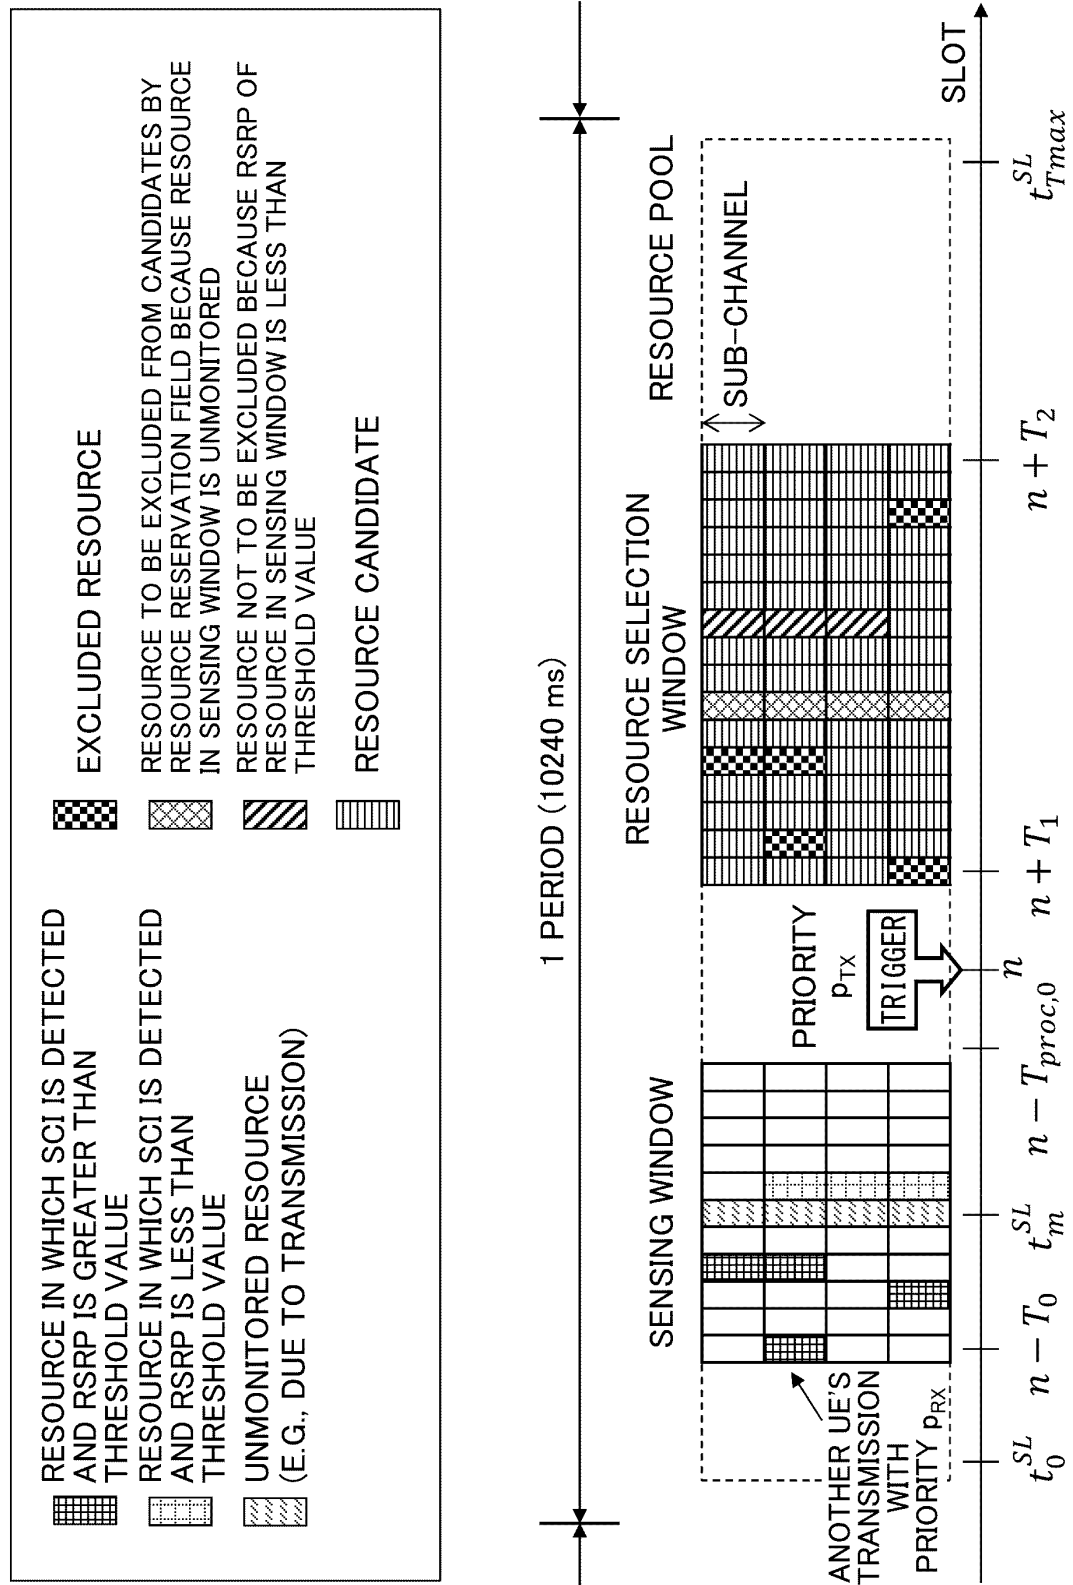 RESOURCE IN WHICH SCI IS DETECTED
AND RSRP IS GREATER THAN
THRESHOLD VALUE
RESOURCE IN WHICH SCI IS DETECTED
AND RSRP IS LESS THAN
THRESHOLD VALUE
UNMONITORED RESOURCE
(E.G., DUE TO TRANSMISSION)
EXCLUDED RESOURCE
RESOURCE TO BE EXCLUDED FROM CANDIDATES BY
RESOURCE RESERVATION FIELD BECAUSE RESOURCE
IN SENSING WINDOW IS UNMONITORED
RESOURCE NOT TO BE EXCLUDED BECAUSE RSRP OF
RESOURCE IN SENSING WINDOW IS LESS THAN
THRESHOLD VALUE
RESOURCE CANDIDATE
1 PERIOD (10240 ms)
SENSING WINDOW
RESOURCE SELECTION
WINDOW
RESOURCE POOL
SUB-CHANNEL
PRIORITY
p_TX
TRIGGER
ANOTHER UE'S
TRANSMISSION
WITH
PRIORITY p_RX
SLOT
t_0^SL
n − T_0
t_m^SL
n − T_proc,0
n
n + T_1
n + T_2
t_Tmax^SL